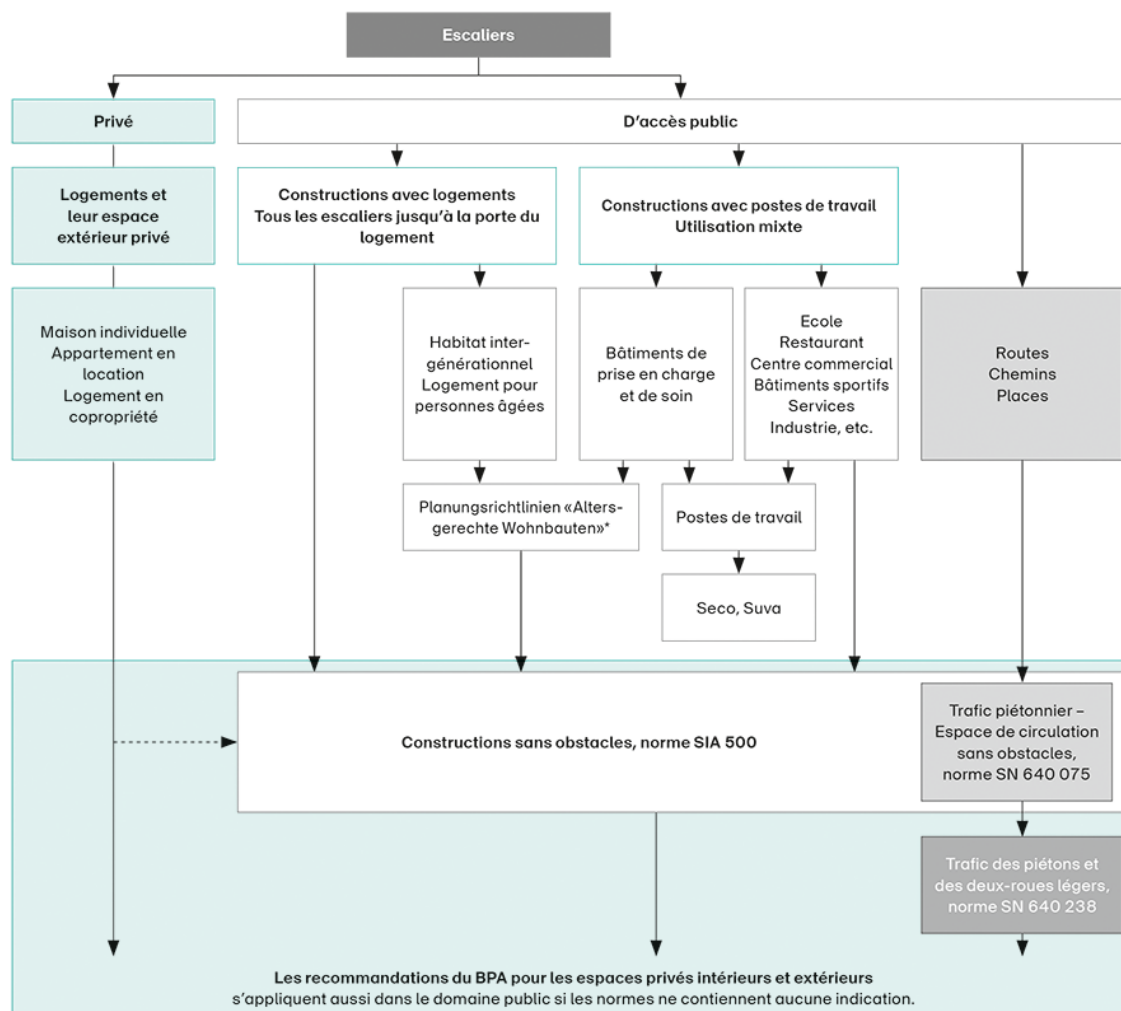 Escaliers
Privé
D'accès public
Logements et
leur espace
extérieur privé
Constructions avec logements
Tous les escaliers jusqu'à la porte du
logement
Constructions avec postes de travail
Utilisation mixte
Maison individuelle
Appartement en
location
Logement en
copropriété
Habitat inter-
générationnel
Logement pour
personnes âgées
Bâtiments de
prise en charge
et de soin
Ecole
Restaurant
Centre commercial
Bâtiments sportifs
Services
Industrie, etc.
Routes
Chemins
Places
Planungsrichtlinien «Alters-
gerechte Wohnbauten»*
Postes de travail
Seco, Suva
Constructions sans obstacles, norme SIA 500
Trafic piétonnier –
Espace de circulation
sans obstacles,
norme SN 640 075
Trafic des piétons et
des deux-roues légers,
norme SN 640 238
Les recommandations du BPA pour les espaces privés intérieurs et extérieurs
s'appliquent aussi dans le domaine public si les normes ne contiennent aucune indication.